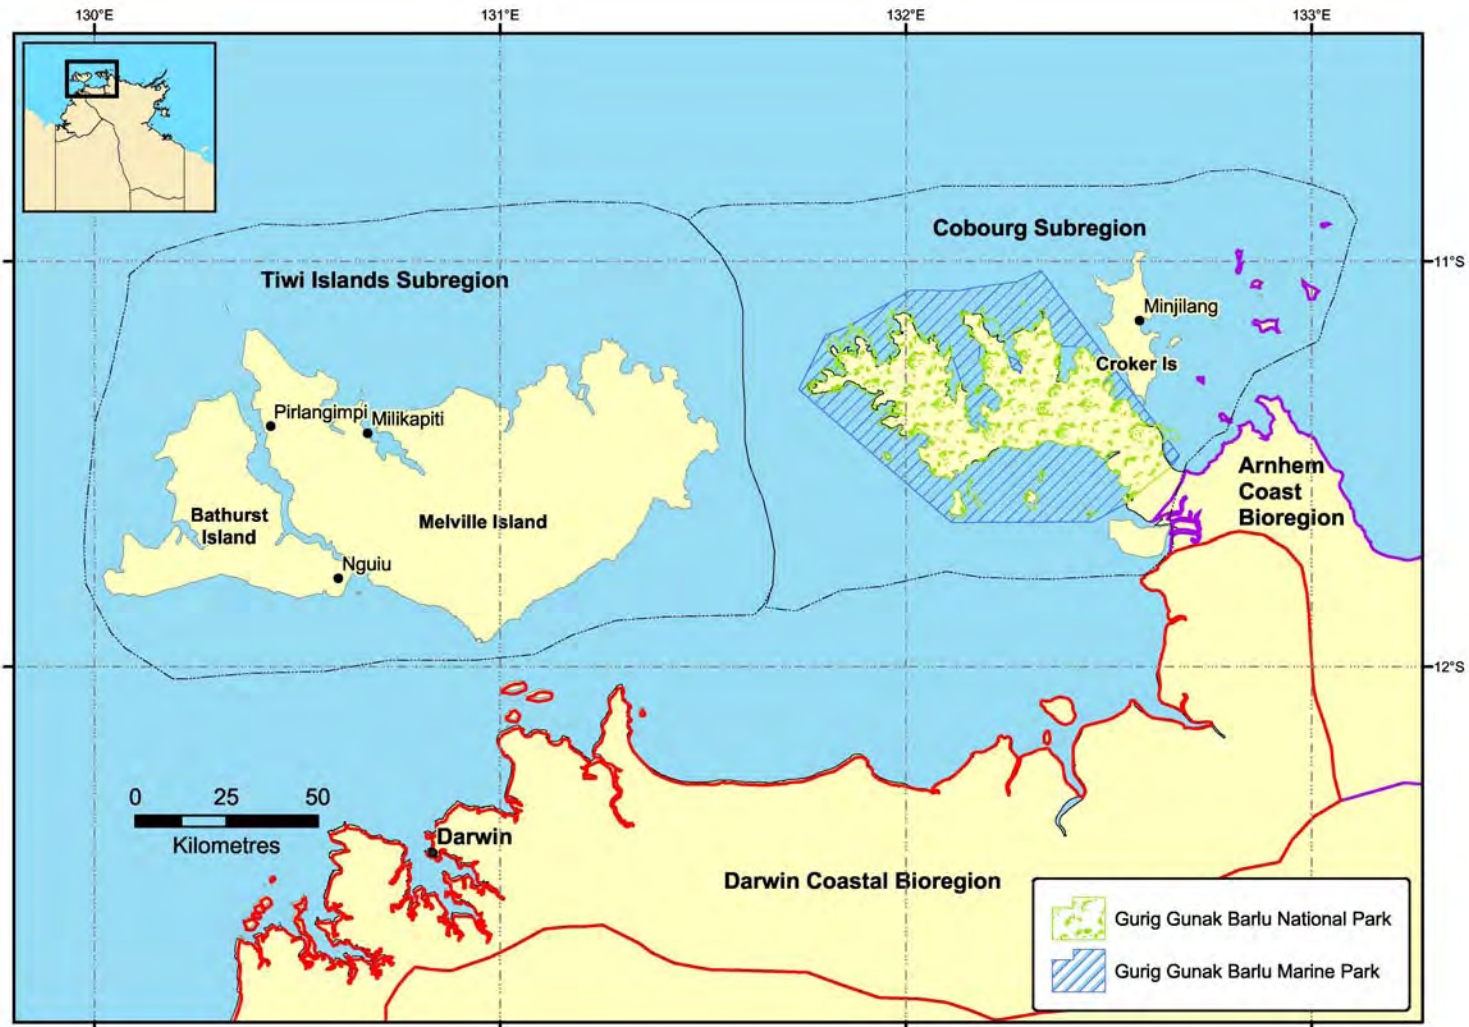 130°E
131°E
132°E
133°E
Cobourg Subregion
11°S
Tiwi Islands Subregion
Minjilang
Croker Is
Pirlangimpi
Milikapiti
Arnhem
Coast
Bioregion
Bathurst
Island
Melville Island
Nguiu
12°S
0 25 50
Kilometres
Darwin
Darwin Coastal Bioregion
Gurig Gunak Barlu National Park
Gurig Gunak Barlu Marine Park